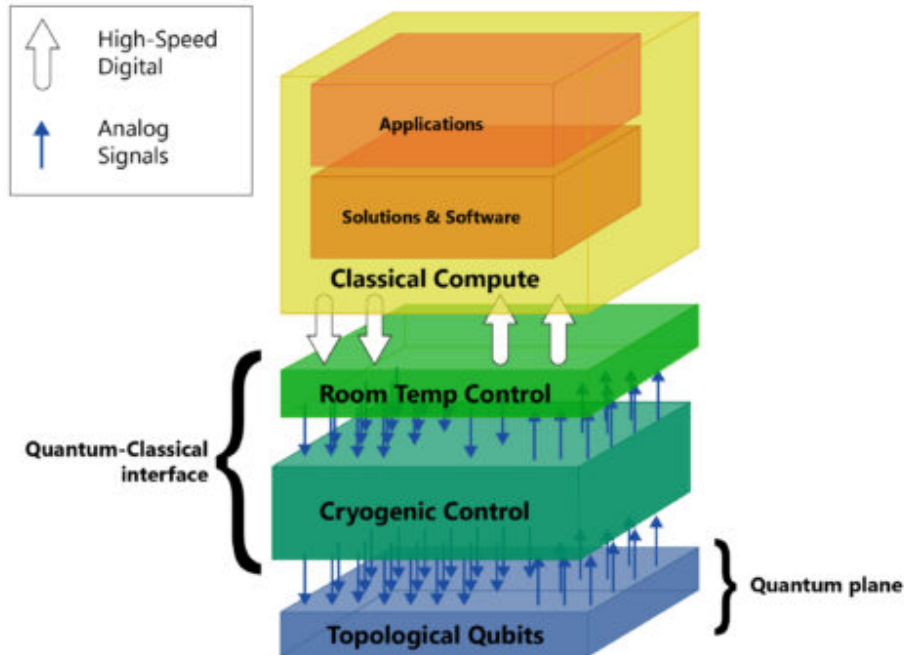 High-Speed
Digital
Analog
Signals
Applications
Solutions & Software
Classical Compute
Room Temp Control
Quantum-Classical
interface
Cryogenic Control
Quantum plane
Topological Qubits